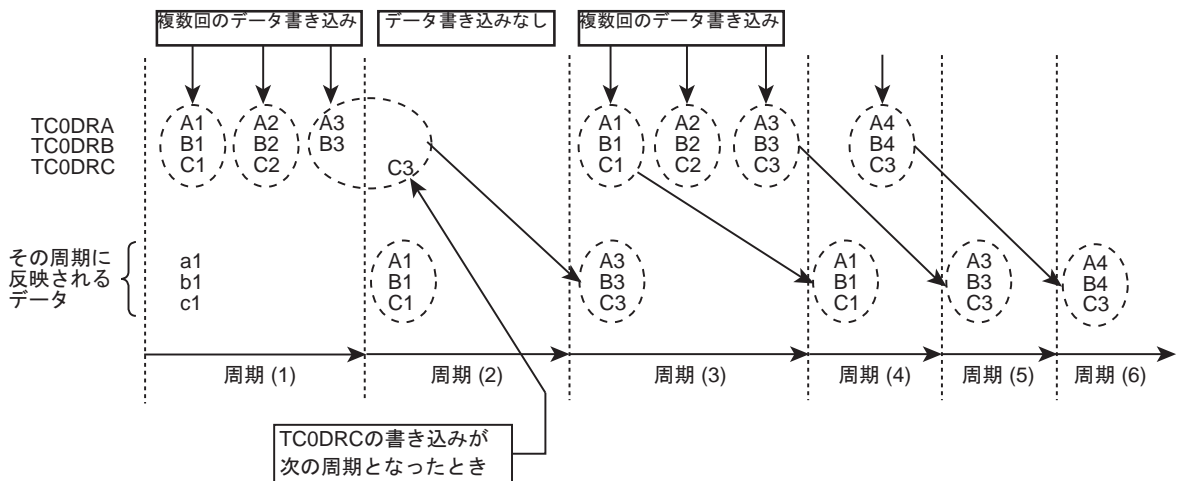 複数回のデータ書き込み データ書き込みなし 複数回のデータ書き込み
TC0DRA A1 A2 A3 A1 A2 A3 A4
TC0DRB B1 B2 B3 B1 B2 B3 B4
TC0DRC C1 C2 C3 C1 C2 C3 C3
その周期に a1 A1 A3 A1 A3 A4
反映される b1 B1 B3 B1 B3 B4
データ c1 C1 C3 C1 C3 C3
周期 (1) 周期 (2) 周期 (3) 周期 (4) 周期 (5) 周期 (6)
TC0DRCの書き込みが
次の周期となったとき